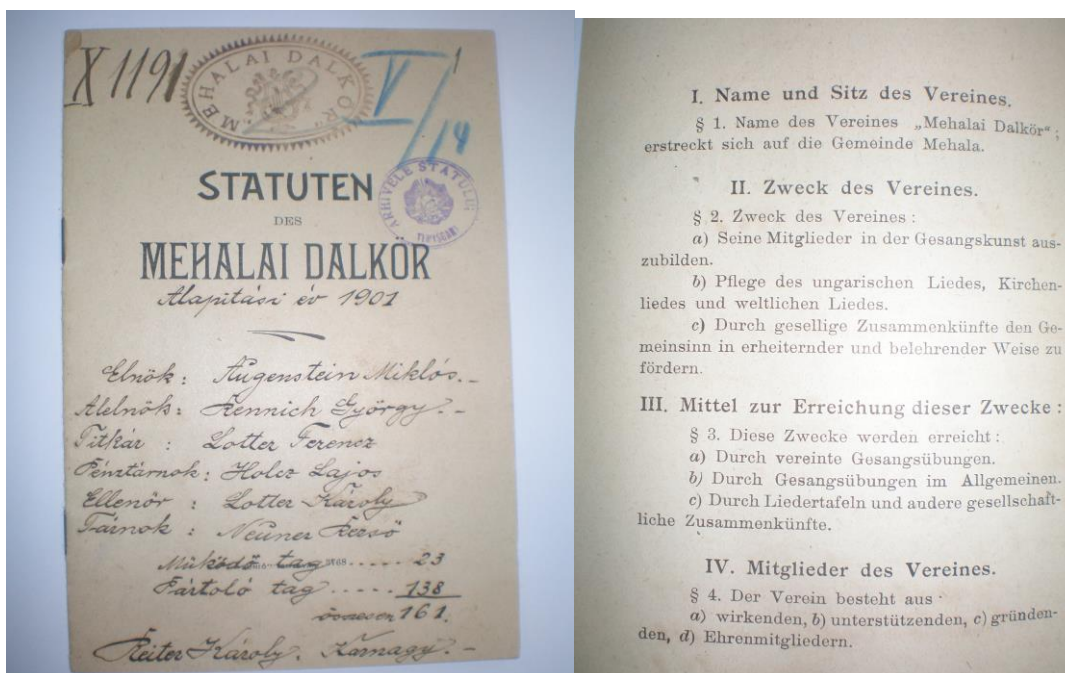 X 1191
"MEHALAI DALKÖR"
V/14
1
ARHIVELE STATULUI
STATUTEN
DES
MEHALAI DALKÖR
Alapitási év 1901
Elnök: Augenstein Miklós.-
Alelnök: Rennich György.-
Titkár : Lotter Ferencz
Pénztárnok: Holcz Lajos
Ellenőr : Lotter Károly
Tárnok : Neuner Rezső
Müködő tag ..... 23
Pártoló tag ..... 138
összesen 161.
Reiter Károly. Karnagy.-
I. Name und Sitz des Vereines.
§ 1. Name des Vereines „Mehalai Dalkör“;
erstreckt sich auf die Gemeinde Mehala.
II. Zweck des Vereines.
§ 2. Zweck des Vereines :
a) Seine Mitglieder in der Gesangskunst aus-
zubilden.
b) Pflege des ungarischen Liedes, Kirchen-
liedes und weltlichen Liedes.
c) Durch gesellige Zusammenkünfte den Ge-
meinsinn in erheiternder und belehrender Weise zu
fördern.
III. Mittel zur Erreichung dieser Zwecke :
§ 3. Diese Zwecke werden erreicht :
a) Durch vereinte Gesangsübungen.
b) Durch Gesangsübungen im Allgemeinen.
c) Durch Liedertafeln und andere gesellschaft-
liche Zusammenkünfte.
IV. Mitglieder des Vereines.
§ 4. Der Verein besteht aus
a) wirkenden, b) unterstützenden, c) gründen-
den, d) Ehrenmitgliedern.